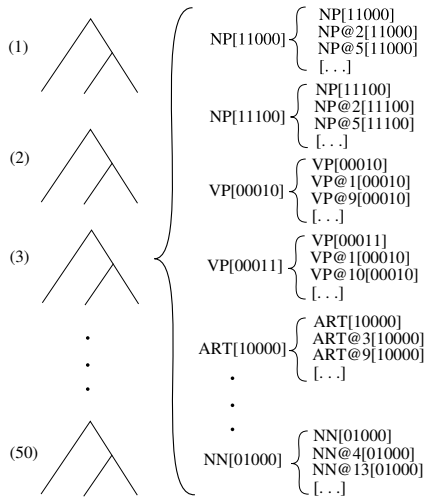 (1)
(2)
(3)
.
.
.
(50)
NP[11000]
NP[11000]
NP@2[11000]
NP@5[11000]
[. . .]
NP[11100]
NP[11100]
NP@2[11100]
NP@5[11100]
[. . .]
VP[00010]
VP[00010]
VP@1[00010]
VP@9[00010]
[. . .]
VP[00011]
VP[00011]
VP@1[00010]
VP@10[00010]
[. . .]
ART[10000]
ART[10000]
ART@3[10000]
ART@9[10000]
[. . .]
.
.
.
NN[01000]
NN[01000]
NN@4[01000]
NN@13[01000]
[. . .]